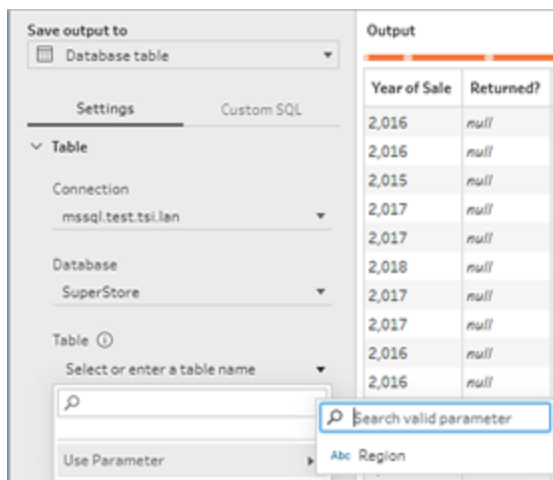 Save output to
Database table
Settings
Custom SQL
Table
Connection
mssql.test.tsi.lan
Database
SuperStore
Table
Select or enter a table name
Use Parameter
Search valid parameter
Abc Region
Output
Year of Sale Returned?
2,016 null
2,016 null
2,015 null
2,017 null
2,017 null
2,018 null
2,017 null
2,017 null
2,016 null
2,016 null